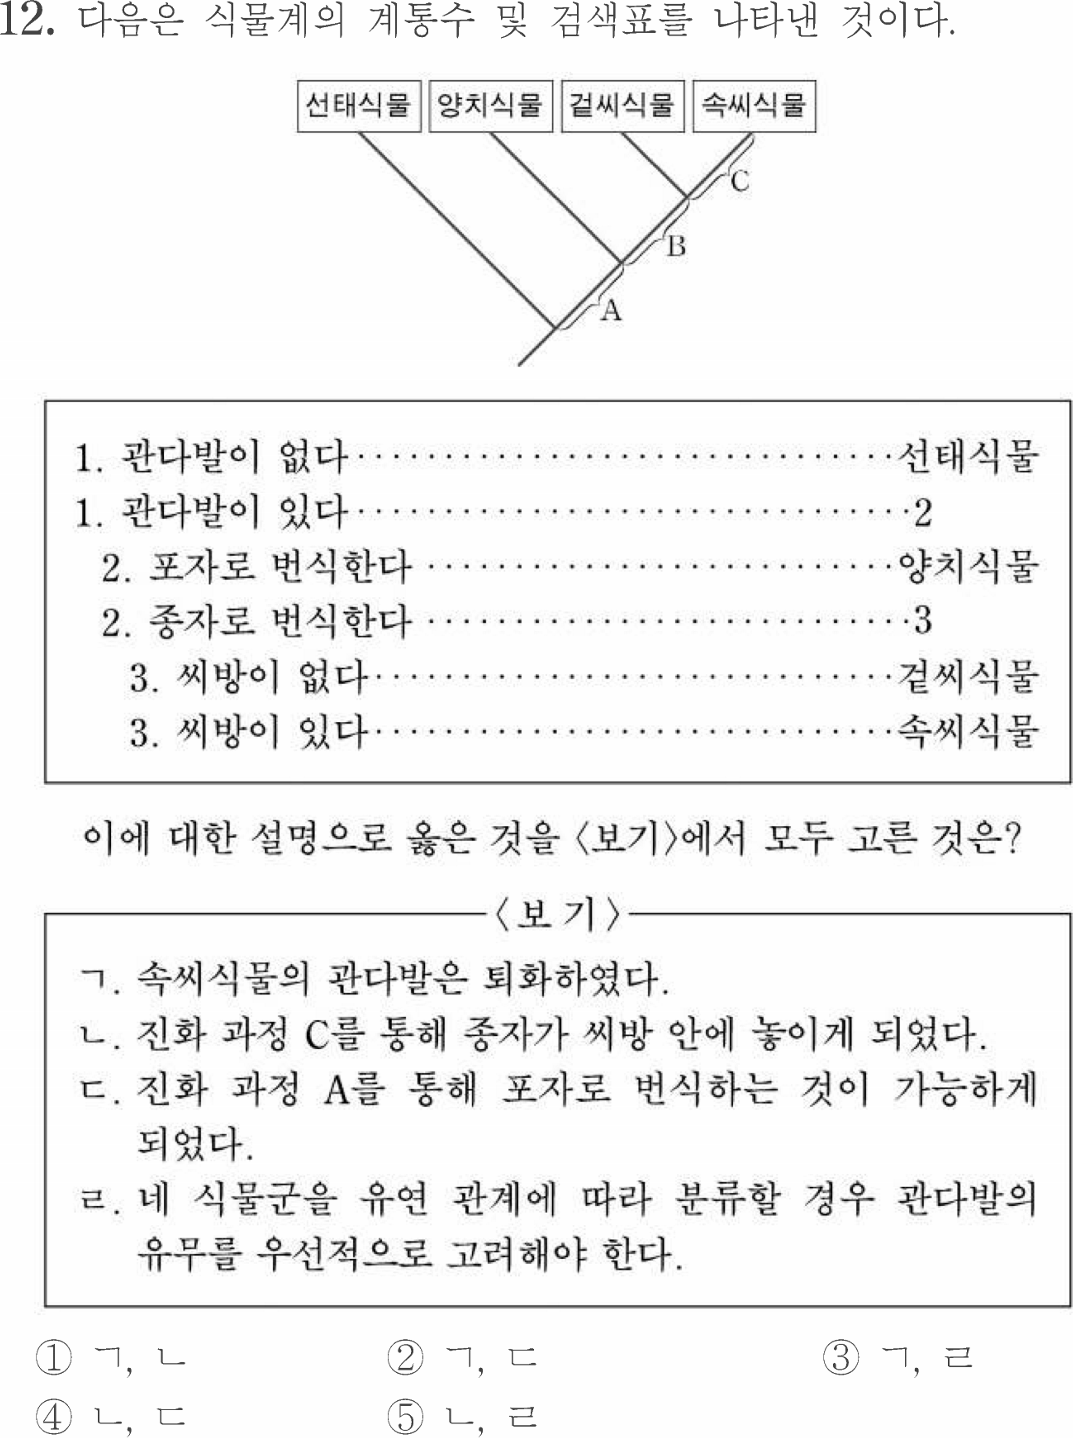 12. 다음은 식물계의 계통수 및 검색표를 나타낸 것이다.
선태식물 양치식물 겉씨식물 속씨식물
C
B
A
1. 관다발이 없다 ································ 선태식물
1. 관다발이 있다 ································· 2
2. 포자로 번식한다 ···························· 양치식물
2. 종자로 번식한다 ····························· 3
3. 씨방이 없다 ······························· 겉씨식물
3. 씨방이 있다 ······························· 속씨식물
이에 대한 설명으로 옳은 것을 〈보기〉에서 모두 고른 것은?
〈보 기〉
ㄱ. 속씨식물의 관다발은 퇴화하였다.
ㄴ. 진화 과정 C를 통해 종자가 씨방 안에 놓이게 되었다.
ㄷ. 진화 과정 A를 통해 포자로 번식하는 것이 가능하게
되었다.
ㄹ. 네 식물군을 유연 관계에 따라 분류할 경우 관다발의
유무를 우선적으로 고려해야 한다.
① ㄱ, ㄴ ② ㄱ, ㄷ ③ ㄱ, ㄹ
④ ㄴ, ㄷ ⑤ ㄴ, ㄹ